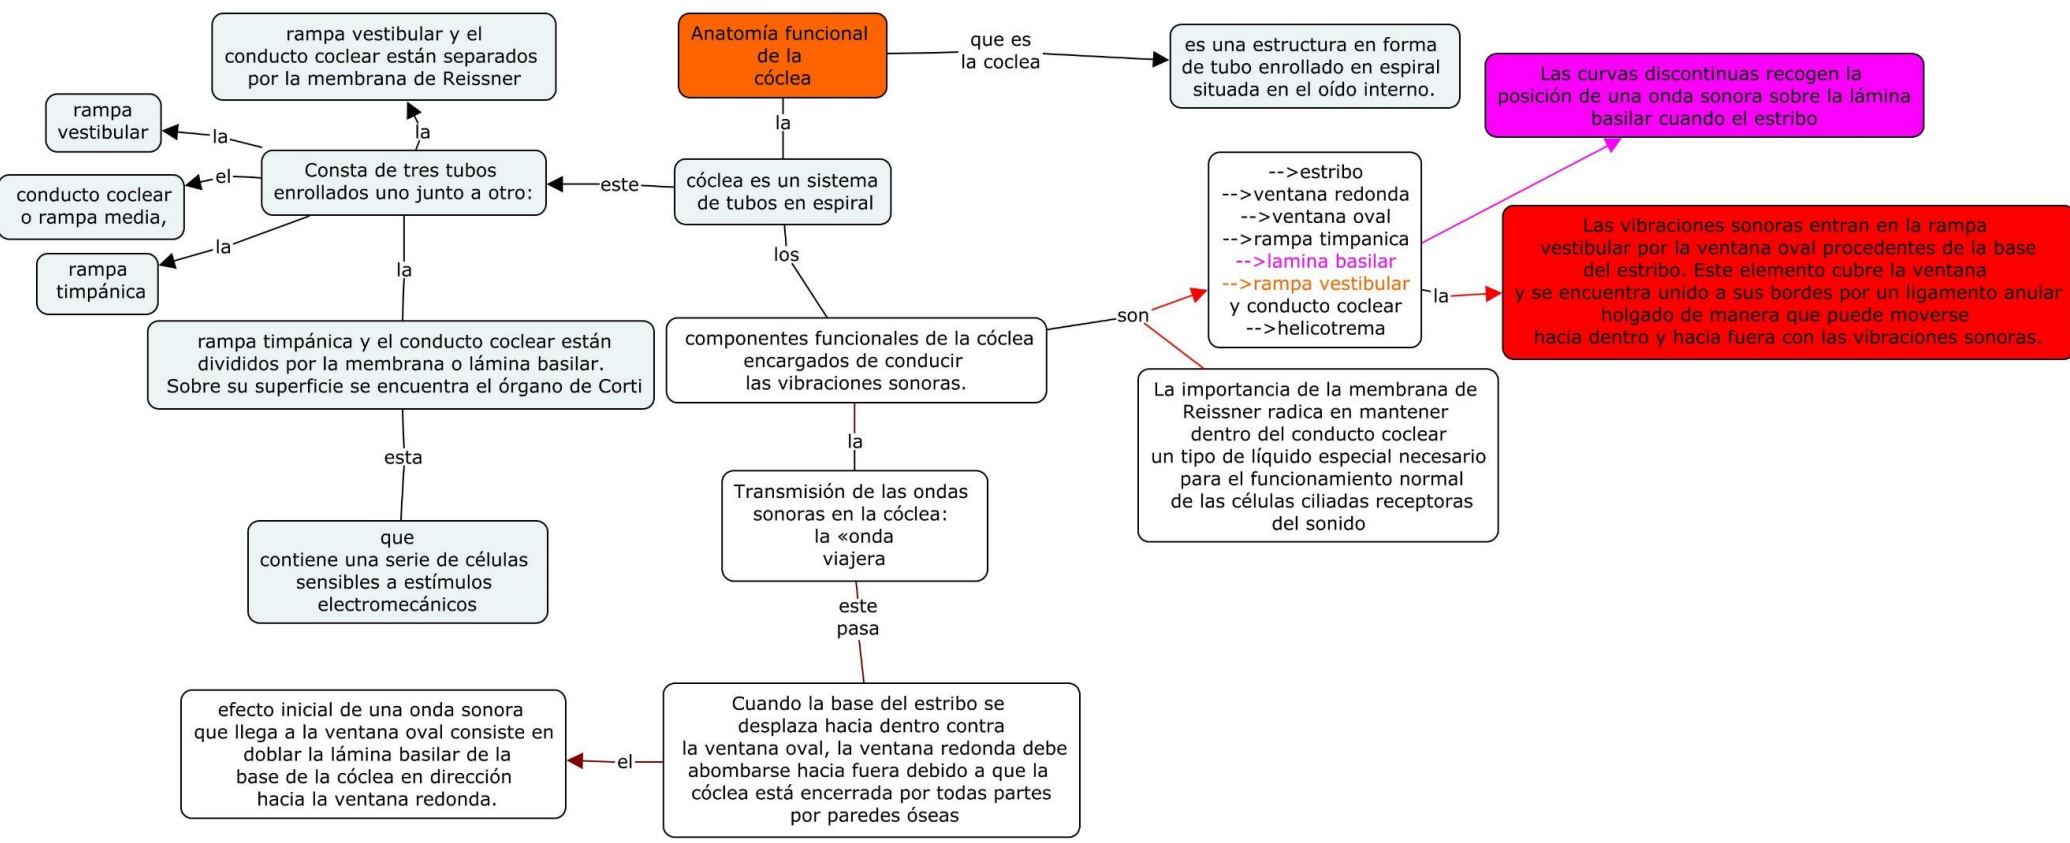 Anatomía funcional
de la
cóclea
que es
la coclea
es una estructura en forma
de tubo enrollado en espiral
situada en el oído interno.
la
cóclea es un sistema
de tubos en espiral
este
Consta de tres tubos
enrollados uno junto a otro:
la
rampa vestibular y el
conducto coclear están separados
por la membrana de Reissner
la
rampa
vestibular
el
conducto coclear
o rampa media,
la
rampa
timpánica
la
rampa timpánica y el conducto coclear están
divididos por la membrana o lámina basilar.
Sobre su superficie se encuentra el órgano de Corti
esta
que
contiene una serie de células
sensibles a estímulos
electromecánicos
los
componentes funcionales de la cóclea
encargados de conducir
las vibraciones sonoras.
son
-->estribo
-->ventana redonda
-->ventana oval
-->rampa timpanica
-->lamina basilar
-->rampa vestibular
y conducto coclear
-->helicotrema
Las curvas discontinuas recogen la
posición de una onda sonora sobre la lámina
basilar cuando el estribo
la
Las vibraciones sonoras entran en la rampa
vestibular por la ventana oval procedentes de la base
del estribo. Este elemento cubre la ventana
y se encuentra unido a sus bordes por un ligamento anular
holgado de manera que puede moverse
hacia dentro y hacia fuera con las vibraciones sonoras.
La importancia de la membrana de
Reissner radica en mantener
dentro del conducto coclear
un tipo de líquido especial necesario
para el funcionamiento normal
de las células ciliadas receptoras
del sonido
la
Transmisión de las ondas
sonoras en la cóclea:
la «onda
viajera
este
pasa
Cuando la base del estribo se
desplaza hacia dentro contra
la ventana oval, la ventana redonda debe
abombarse hacia fuera debido a que la
cóclea está encerrada por todas partes
por paredes óseas
el
efecto inicial de una onda sonora
que llega a la ventana oval consiste en
doblar la lámina basilar de la
base de la cóclea en dirección
hacia la ventana redonda.